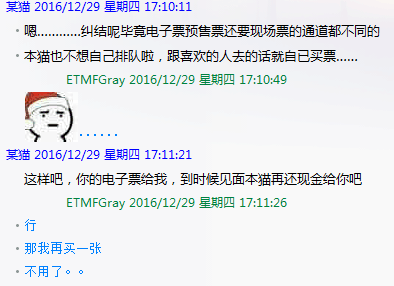 某猫 2016/12/29 星期四 17:10:11
嗯............纠结呢毕竟电子票预售票还要现场票的通道都不同的
本猫也不想自己排队啦，跟喜欢的人去的话就自已买票......
ETMFGray 2016/12/29 星期四 17:10:49
......
某猫 2016/12/29 星期四 17:11:21
这样吧，你的电子票给我，到时候见面本猫再还现金给你吧
ETMFGray 2016/12/29 星期四 17:11:26
行
那我再买一张
不用了。。